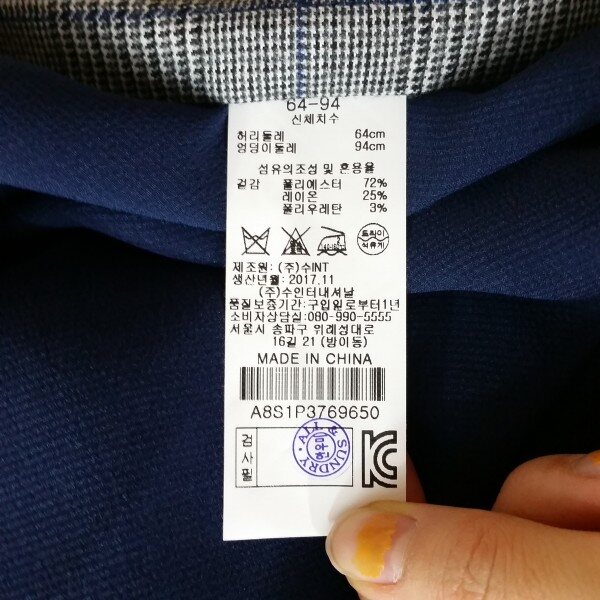 64-94
신체치수
허리둘레 64cm
엉덩이둘레 94cm
섬유의조성 및 혼용율
겉감 폴리에스터 72%
레이온 25%
폴리우레탄 3%
드라이
석유계
제조원: (주)수INT
생산년월: 2017.11
(주)수인터내셔날
품질보증기간: 구입일로부터1년
소비자상담실: 080-990-5555
서울시 송파구 위례성대로
16길 21 (방이동)
MADE IN CHINA
A8S1P3769650
검사필
ALL & SUNDRY
KC